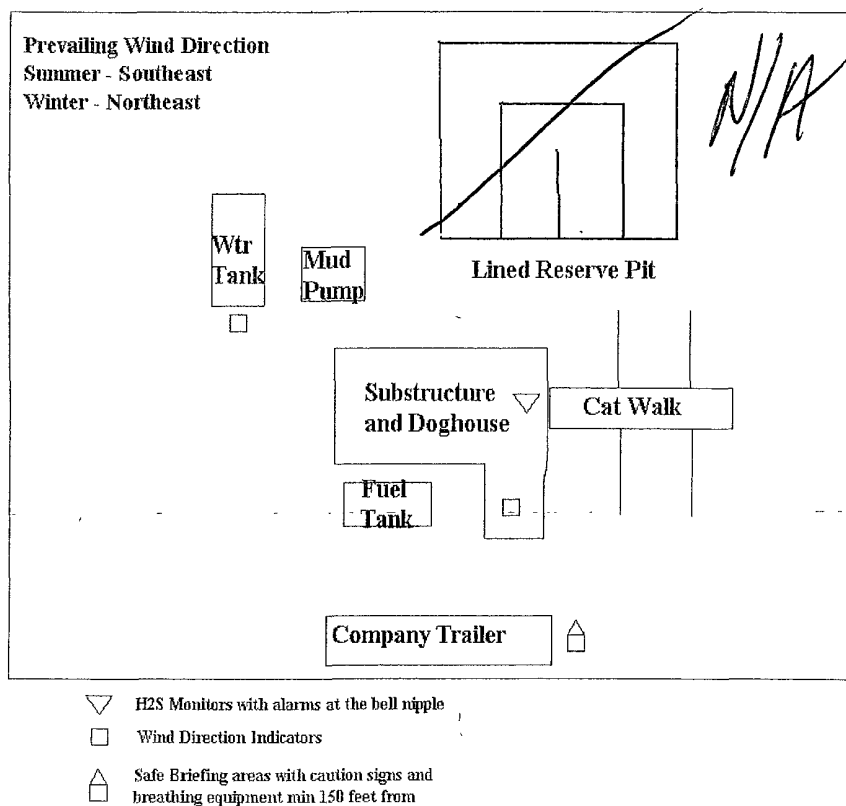 Prevailing Wind Direction
Summer - Southeast
Winter - Northeast
N/A
Wtr
Tank
Mud
Pump
Lined Reserve Pit
Substructure
and Doghouse
Cat Walk
Fuel
Tank
Company Trailer
H2S Monitors with alarms at the bell nipple
Wind Direction Indicators
Safe Briefing areas with caution signs and
breathing equipment min 150 feet from